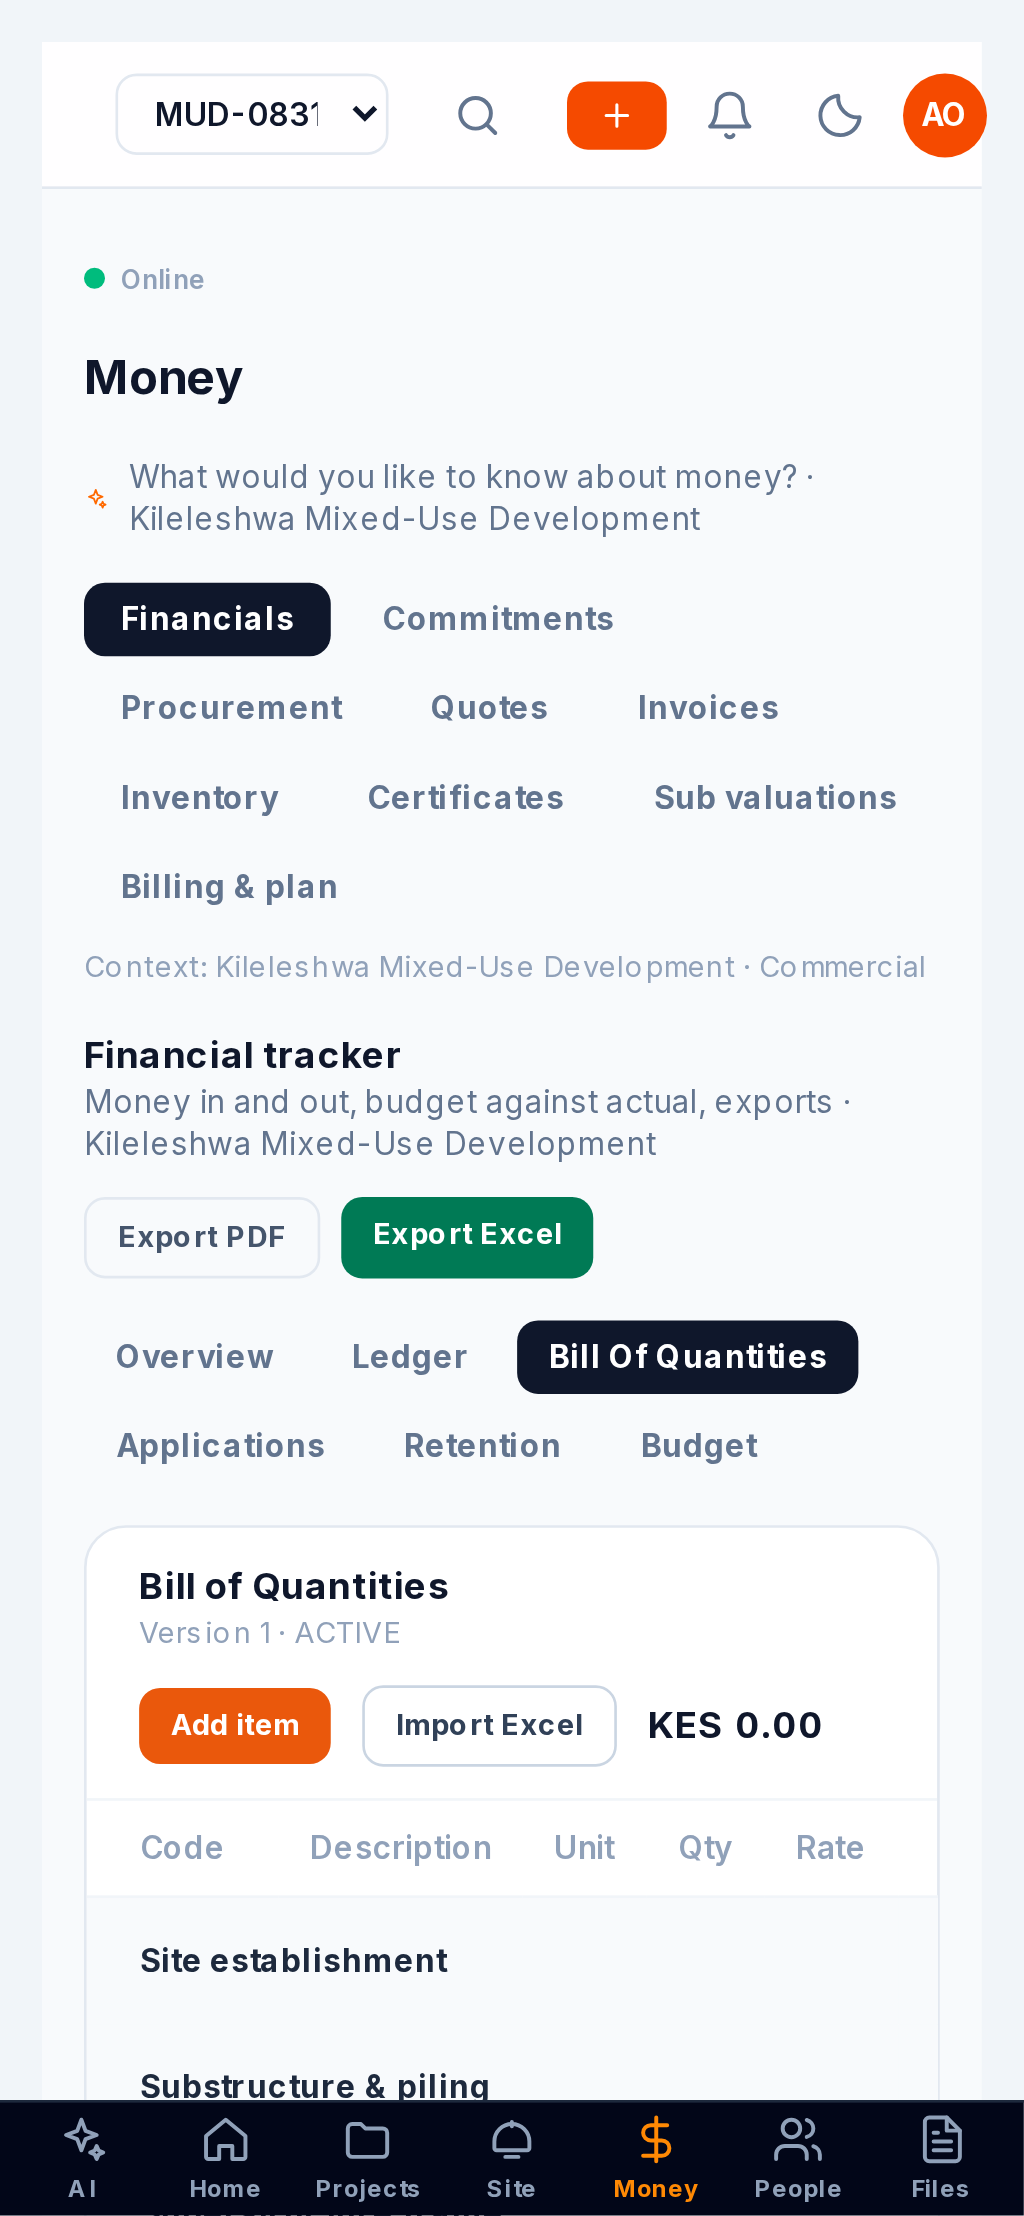 MUD-0831
AO
Online
Money
What would you like to know about money? ·
Kileleshwa Mixed-Use Development
Financials Commitments
Procurement Quotes Invoices
Inventory Certificates Sub valuations
Billing & plan
Context: Kileleshwa Mixed-Use Development · Commercial
Financial tracker
Money in and out, budget against actual, exports ·
Kileleshwa Mixed-Use Development
Export PDF Export Excel
Overview Ledger Bill Of Quantities
Applications Retention Budget
Bill of Quantities
Version 1 · ACTIVE
Add item Import Excel KES 0.00
Code Description Unit Qty Rate
Site establishment
Substructure & piling
AI Home Projects Site Money People Files